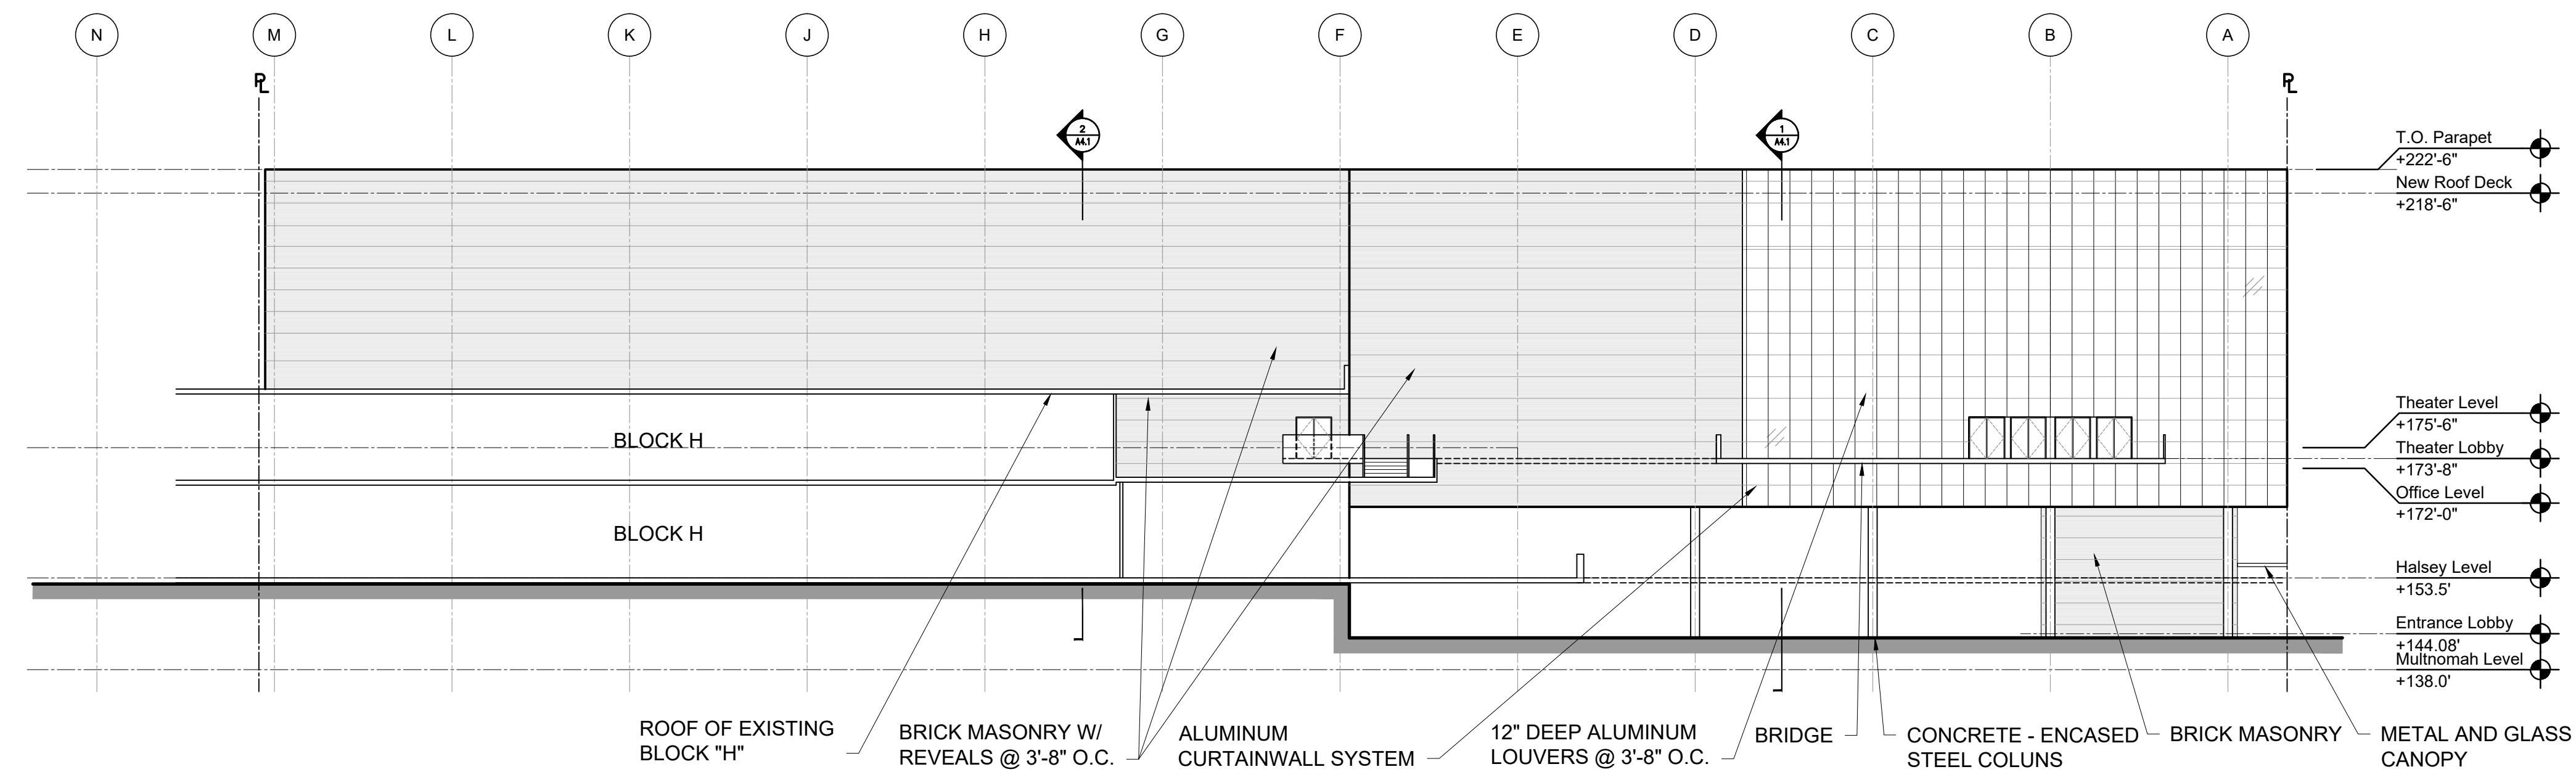 N M L K J H G F E D C B A
PL PL
2
A4.1
1
A4.1
T.O. Parapet
+222'-6"
New Roof Deck
+218'-6"
Theater Level
+175'-6"
Theater Lobby
+173'-8"
Office Level
+172'-0"
Halsey Level
+153.5'
Entrance Lobby
+144.08'
Multnomah Level
+138.0'
BLOCK H
BLOCK H
ROOF OF EXISTING
BLOCK "H"
BRICK MASONRY W/
REVEALS @ 3'-8" O.C.
ALUMINUM
CURTAINWALL SYSTEM
12" DEEP ALUMINUM
LOUVERS @ 3'-8" O.C.
BRIDGE
CONCRETE - ENCASED
STEEL COLUNS
BRICK MASONRY
METAL AND GLASS
CANOPY